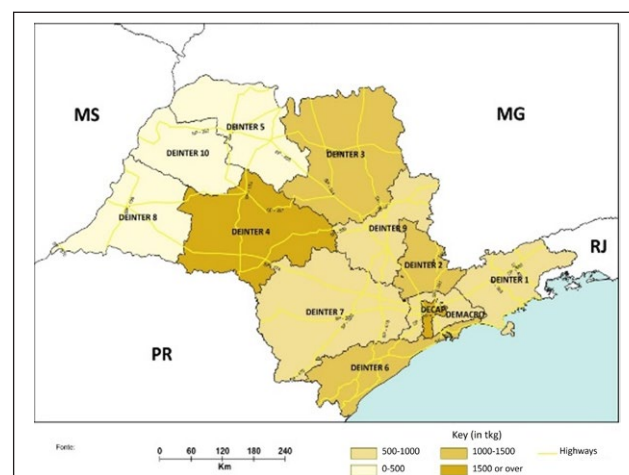 MS
MG
DEINTER 5
DEINTER 10
DEINTER 3
DEINTER 8
DEINTER 4
DEINTER 9
RJ
DEINTER 2
DEINTER 1
DEINTER 7
DECAP
DEMACRO
PR
DEINTER 6
Key (in tkg)
Fonte:
500-1000 1000-1500 Highways
0-500 1500 or over
0 30 60 120 180 240
Km